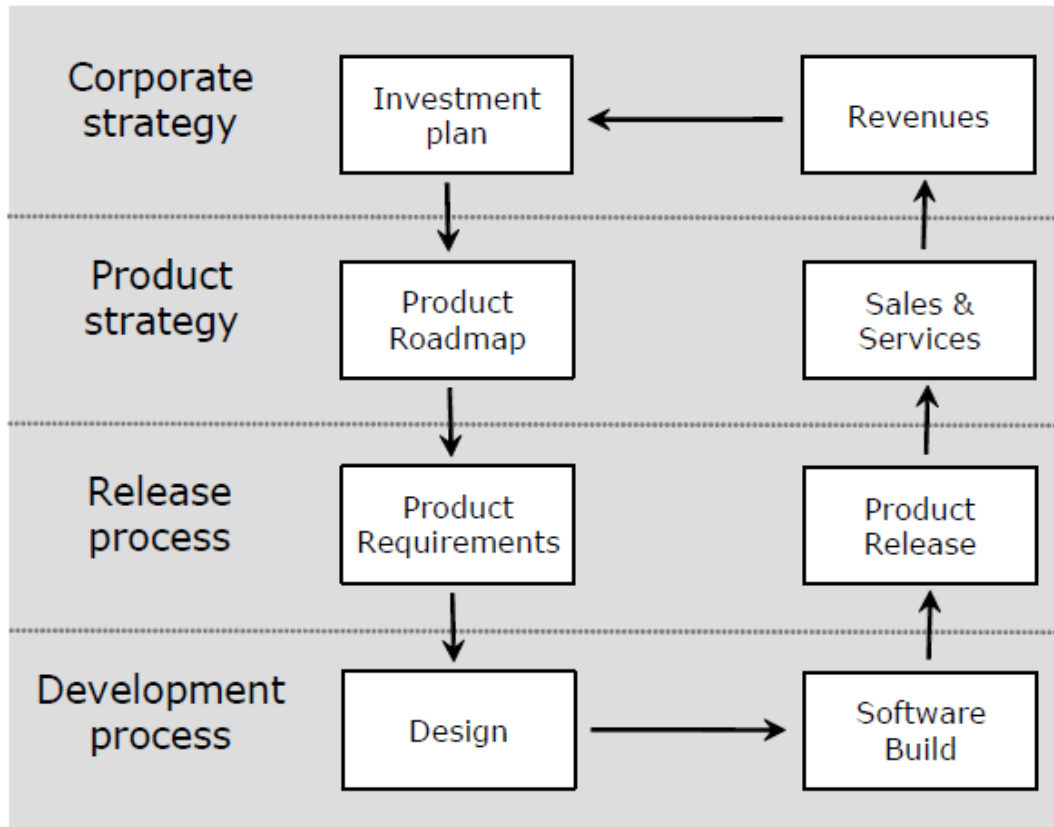 Corporate
strategy
Investment
plan
Revenues
Product
strategy
Product
Roadmap
Sales &
Services
Release
process
Product
Requirements
Product
Release
Development
process
Design
Software
Build